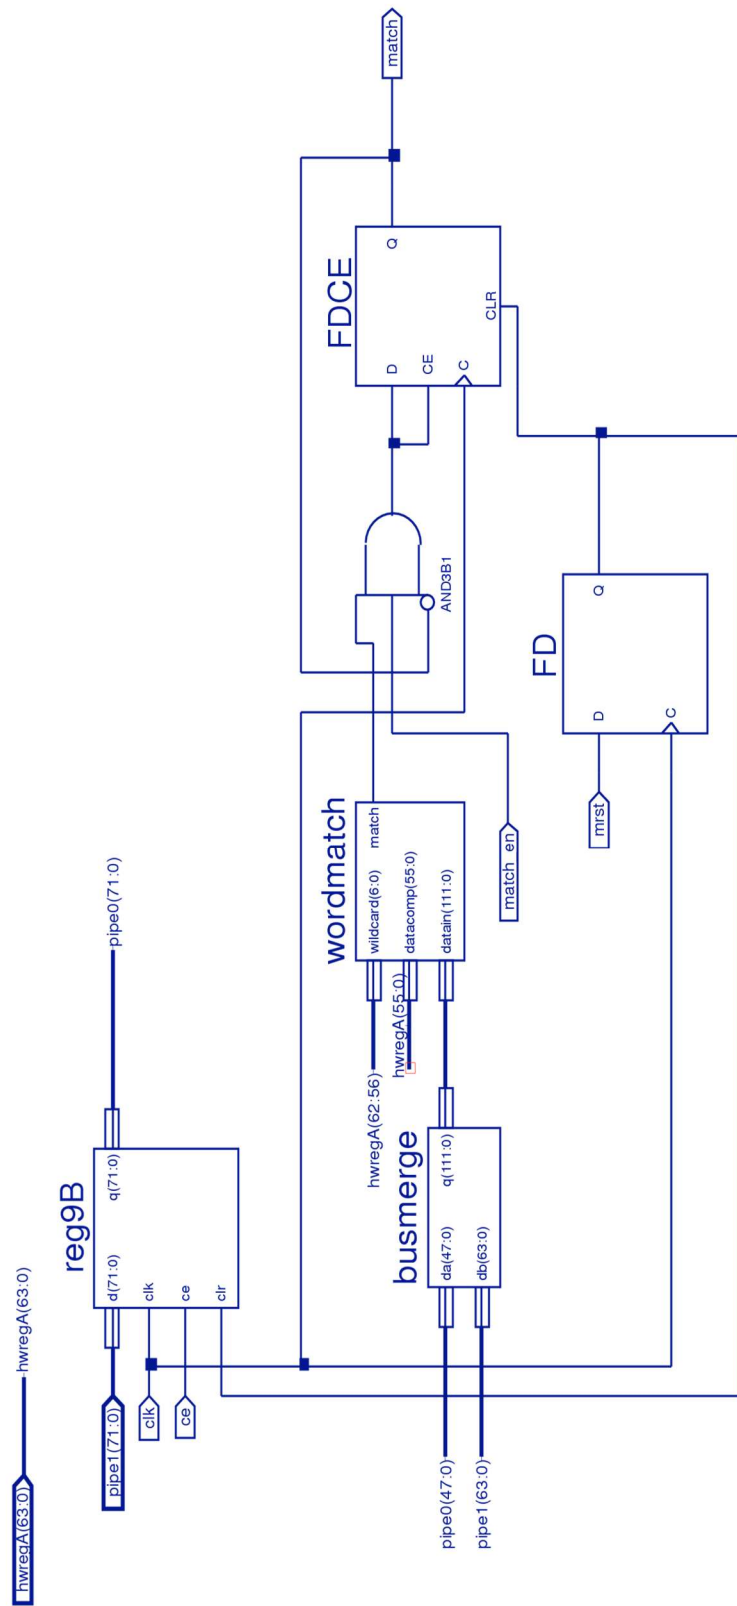 hwregA(63:0)
hwregA(63:0)
reg9B
pipe1(71:0)
d(71:0)
q(71:0)
pipe0(71:0)
clk
clk
ce
ce
clr
busmerge
pipe0(47:0)
da(47:0)
q(111:0)
pipe1(63:0)
db(63:0)
wordmatch
hwregA(62:56)
wildcard(6:0)
match
hwregA(55:0)
datacomp(55:0)
datain(111:0)
match_en
AND3B1
FDCE
D
Q
match
CE
C
CLR
FD
mrst
D
Q
C